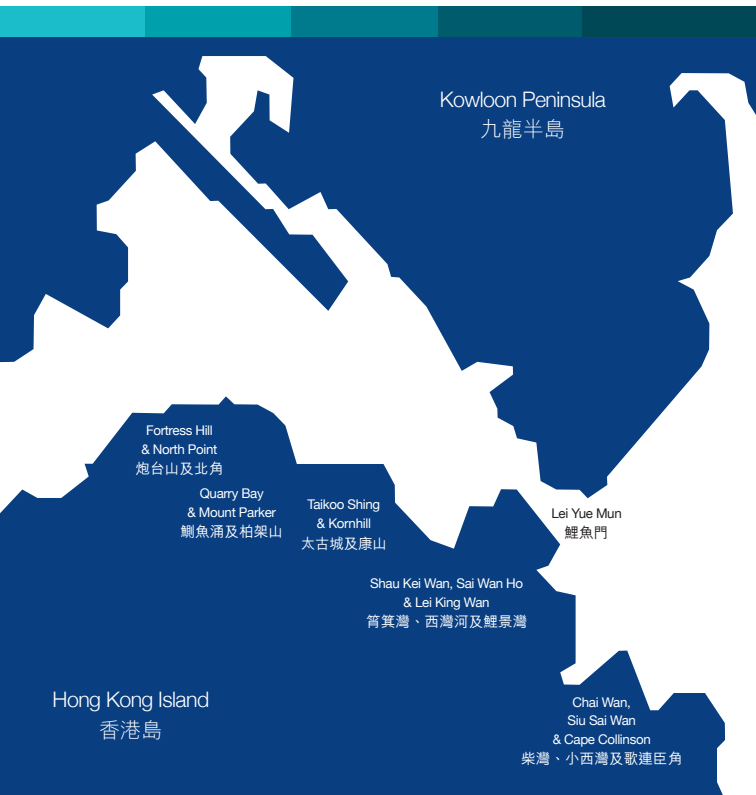 Kowloon Peninsula
九龍半島
Fortress Hill
& North Point
炮台山及北角
Quarry Bay
& Mount Parker
鰂魚涌及柏架山
Taikoo Shing
& Kornhill
太古城及康山
Lei Yue Mun
鯉魚門
Shau Kei Wan, Sai Wan Ho
& Lei King Wan
筲箕灣、西灣河及鯉景灣
Hong Kong Island
香港島
Chai Wan,
Siu Sai Wan
& Cape Collinson
柴灣、小西灣及歌連臣角